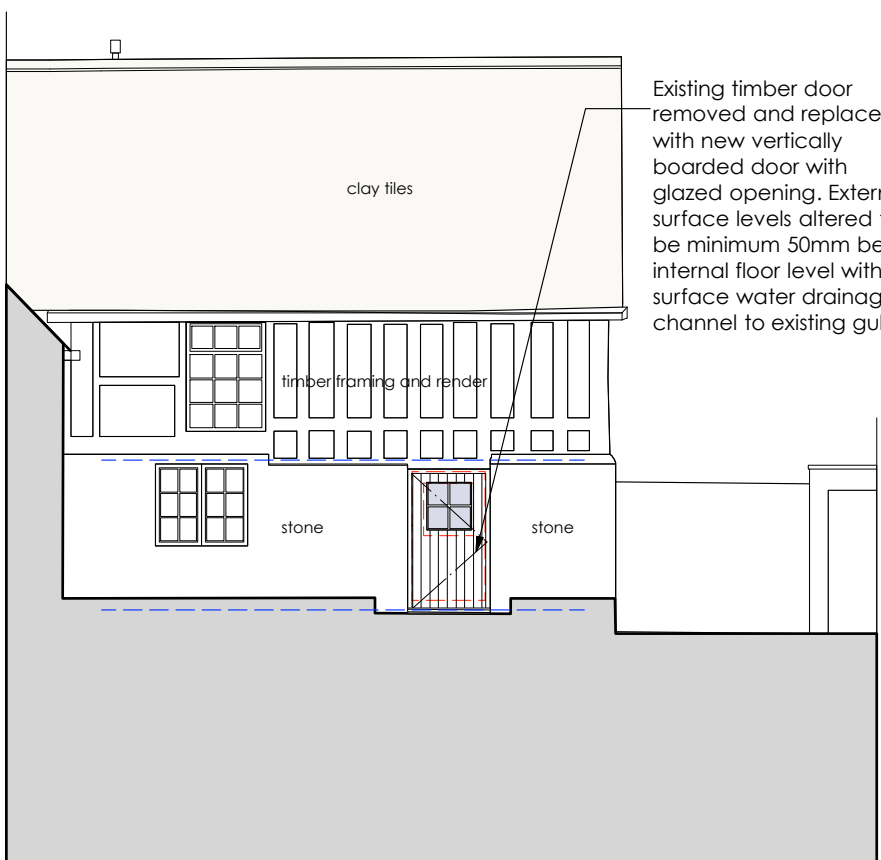 Existing timber door
removed and replace
with new vertically
boarded door with
glazed opening. Extern
surface levels altered
be minimum 50mm be
internal floor level with
surface water drainag
channel to existing gul
clay tiles
timber framing and render
stone
stone